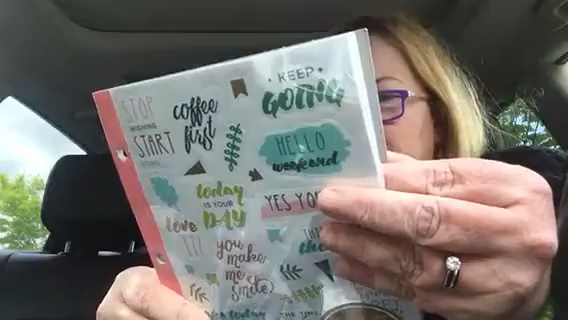 STOP
WISHING
START
coffee
first
KEEP
GOING
HELLO
weekend
today
IS YOUR
DAY
YES YOU
love
IT
you
make
me
smile